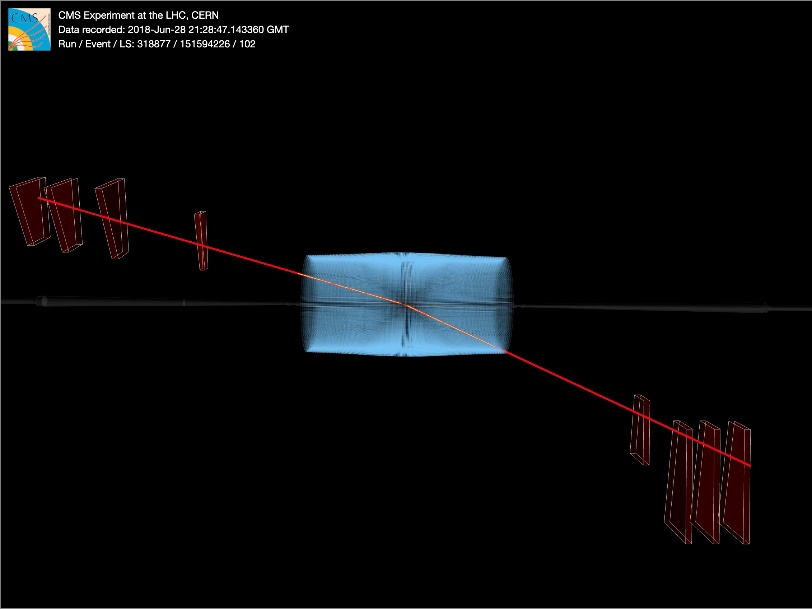 CMS
CMS Experiment at the LHC, CERN
Data recorded: 2018-Jun-28 21:28:47.143360 GMT
Run / Event / LS: 318877 / 151594226 / 102